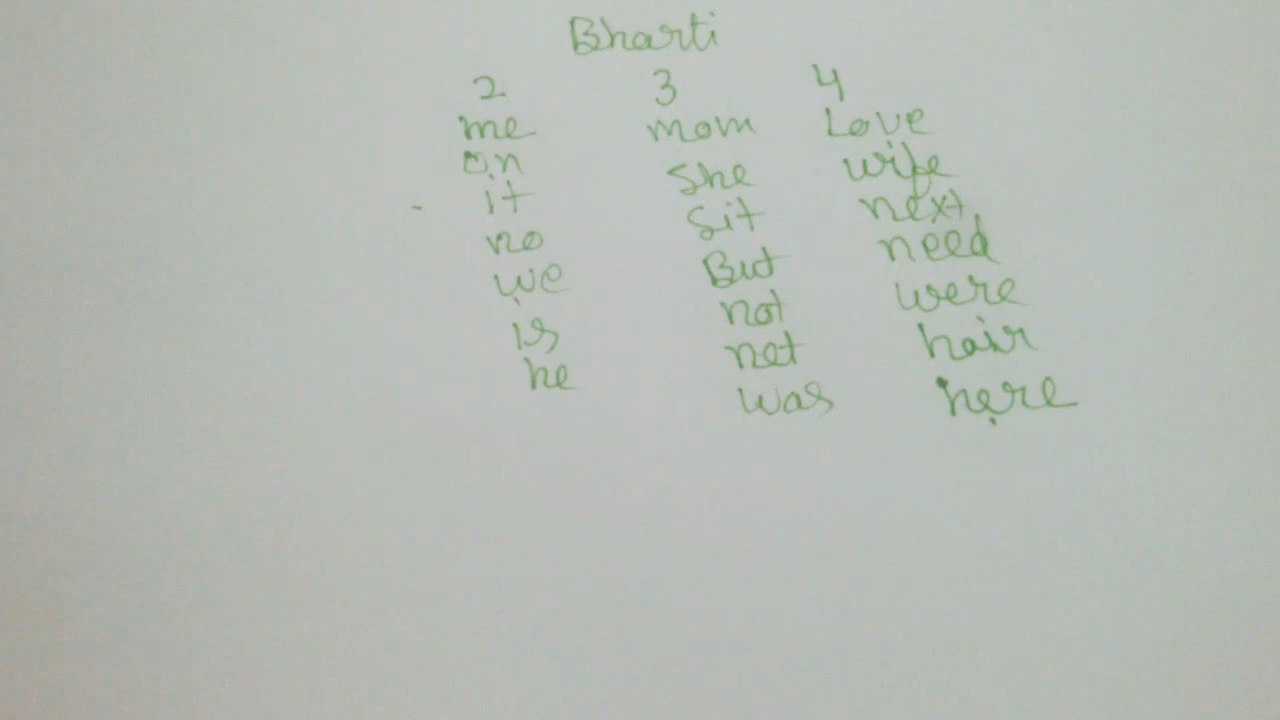 Bharti
2 3 4
me mom Love
on She wife
it Sit next
no But need
we not were
is net hair
he was here